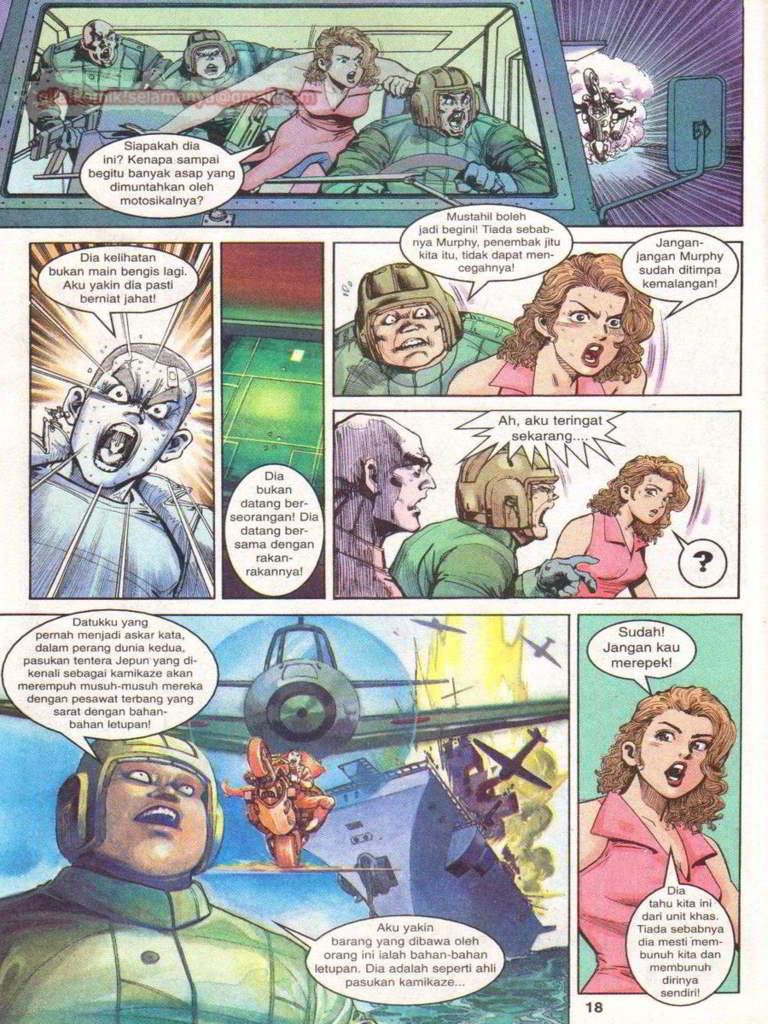 Siapakah dia
ini? Kenapa sampai
begitu banyak asap yang
dimuntahkan oleh
motosikalnya?
Dia kelihatan
bukan main bengis lagi.
Aku yakin dia pasti
berniat jahat!
Dia
bukan
datang ber-
seorangan! Dia
datang ber-
sama dengan
rakan-
rakannya!
Mustahil boleh
jadi begini! Tiada sebab-
nya Murphy, penembak jitu
kita itu, tidak dapat men-
cegahnya!
Jangan-
jangan Murphy
sudah ditimpa
kemalangan!
Ah, aku teringat
sekarang....
?
Datukku yang
pernah menjadi askar kata,
dalam perang dunia kedua,
pasukan tentera Jepun yang di-
kenali sebagai kamikaze akan
merempuh musuh-musuh mereka
dengan pesawat terbang yang
sarat dengan bahan-
bahan letupan!
Aku yakin
barang yang dibawa oleh
orang ini ialah bahan-bahan
letupan. Dia adalah seperti ahli
pasukan kamikaze...
Sudah!
Jangan kau
merepek!
Dia
tahu kita ini
dari unit khas.
Tiada sebabnya
dia mesti mem-
bunuh kita dan
membunuh
dirinya
sendiri!
18